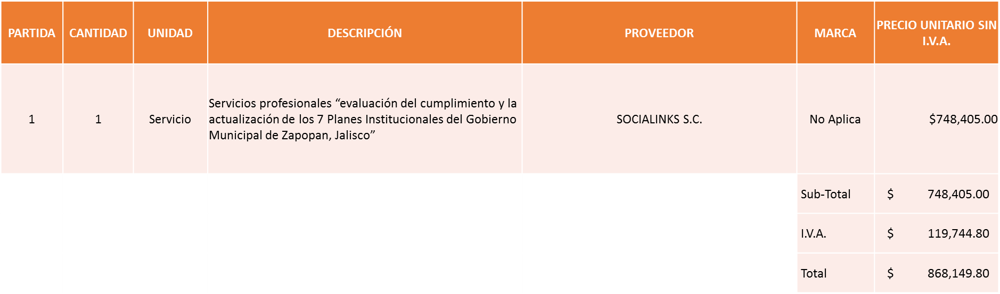 PARTIDA CANTIDAD UNIDAD DESCRIPCIÓN PROVEEDOR MARCA PRECIO UNITARIO SIN
I.V.A.
Servicios profesionales “evaluación del cumplimiento y la
1 1 Servicio actualización de los 7 Planes Institucionales del Gobierno SOCIALINKS S.C. No Aplica $748,405.00
Municipal de Zapopan, Jalisco”
Sub-Total $ 748,405.00
I.V.A. $ 119,744.80
Total $ 868,149.80